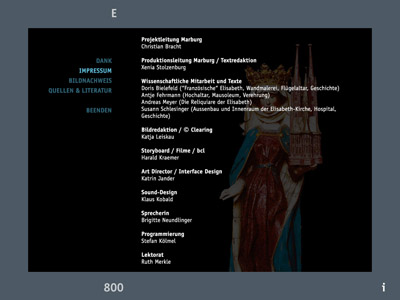 E
DANK
IMPRESSUM
BILDNACHWEIS
QUELLEN & LITERATUR
BEENDEN
Projektleitung Marburg
Christian Bracht
Produktionsleitung Marburg / Textredaktion
Xenia Stolzenburg
Wissenschaftliche Mitarbeit und Texte
Doris Bielefeld ("Französische" Elisabeth, Wandmalerei, Flügelaltar, Geschichte)
Antje Fehrmann (Hochaltar, Mausoleum, Verehrung)
Andreas Meyer (Die Reliquiare der Elisabeth)
Susann Schlesinger (Aussenbau und Innenraum der Elisabeth-Kirche, Hospital,
Geschichte)
Bildredaktion / © Clearing
Katja Leiskau
Storyboard / Filme / bcl
Harald Kraemer
Art Director / Interface Design
Katrin Jander
Sound-Design
Klaus Kobald
Sprecherin
Brigitte Neundlinger
Programmierung
Stefan Kölmel
Lektorat
Ruth Merkle
800
i